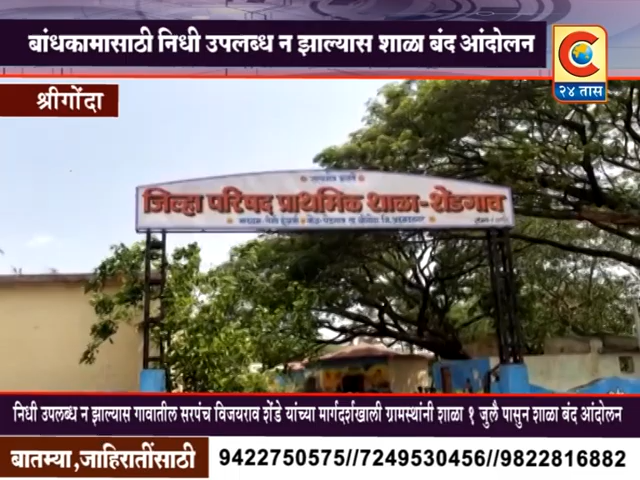 बांधकामासाठी निधी उपलब्ध न झाल्यास शाळा बंद आंदोलन
C
२४ तास
श्रीगोंदा
जिल्हा परिषद प्राथमिक शाळा-शेंडगाव
निधी उपलब्ध न झाल्यास गावातील सरपंच विजयराव शेंडे यांच्या मार्गदर्शखाली ग्रामस्थांनी शाळा १ जुलै पासुन शाळा बंद आंदोलन
बातम्या,जाहिरातींसाठी
9422750575//7249530456//9822816882